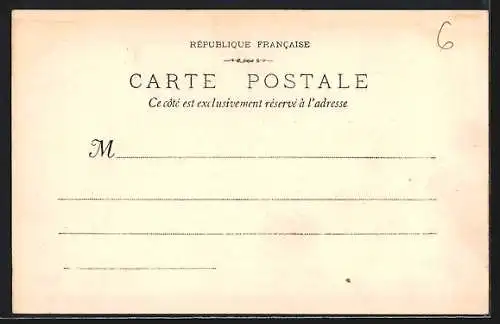 RÉPUBLIQUE FRANÇAISE
6
CARTE POSTALE
Ce côté est exclusivement réservé à l'adresse
M